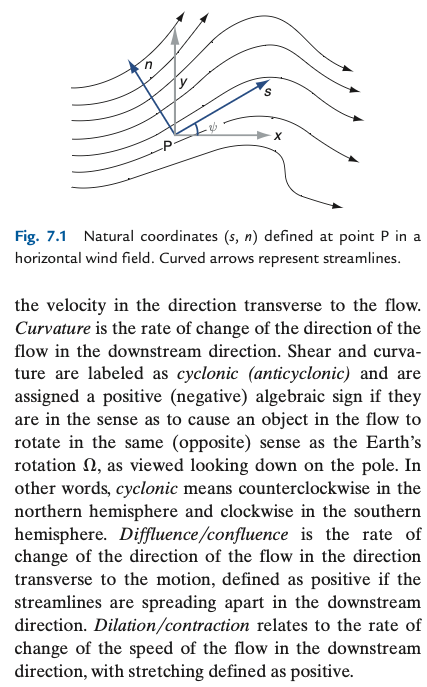 n
y
s
ψ
P
x
Fig. 7.1 Natural coordinates (s, n) defined at point P in a
horizontal wind field. Curved arrows represent streamlines.
the velocity in the direction transverse to the flow.
Curvature is the rate of change of the direction of the
flow in the downstream direction. Shear and curva-
ture are labeled as cyclonic (anticyclonic) and are
assigned a positive (negative) algebraic sign if they
are in the sense as to cause an object in the flow to
rotate in the same (opposite) sense as the Earth's
rotation Ω, as viewed looking down on the pole. In
other words, cyclonic means counterclockwise in the
northern hemisphere and clockwise in the southern
hemisphere. Diffluence/confluence is the rate of
change of the direction of the flow in the direction
transverse to the motion, defined as positive if the
streamlines are spreading apart in the downstream
direction. Dilation/contraction relates to the rate of
change of the speed of the flow in the downstream
direction, with stretching defined as positive.